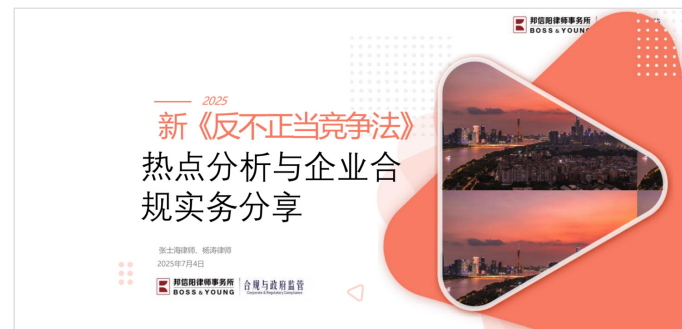 邦信阳律师事务所
BOSS & YOUNG
2025
新《反不正当竞争法》
热点分析与企业合
规实务分享
张士海律师、杨涛律师
2025年7月4日
邦信阳律师事务所
BOSS & YOUNG
合规与政府监管
Corporate & Regulatory Compliance